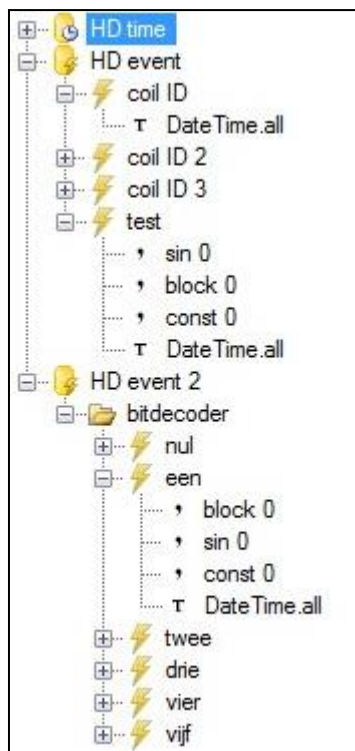 HD time
HD event
coil ID
T DateTime.all
coil ID 2
coil ID 3
test
, sin 0
, block 0
, const 0
T DateTime.all
HD event 2
bitdecoder
nul
een
, block 0
, sin 0
, const 0
T DateTime.all
twee
drie
vier
vijf